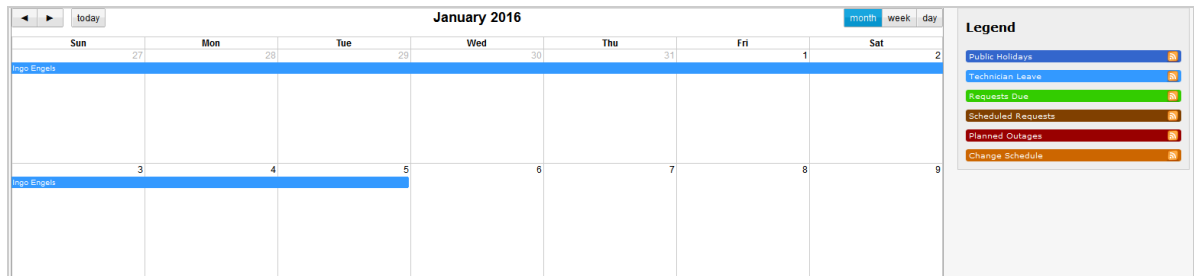 today
January 2016
month week day
Sun Mon Tue Wed Thu Fri Sat
27 28 29 30 31 1 2
Ingo Engels
3 4 5 6 7 8 9
Ingo Engels
Legend
Public Holidays
Technician Leave
Requests Due
Scheduled Requests
Planned Outages
Change Schedule